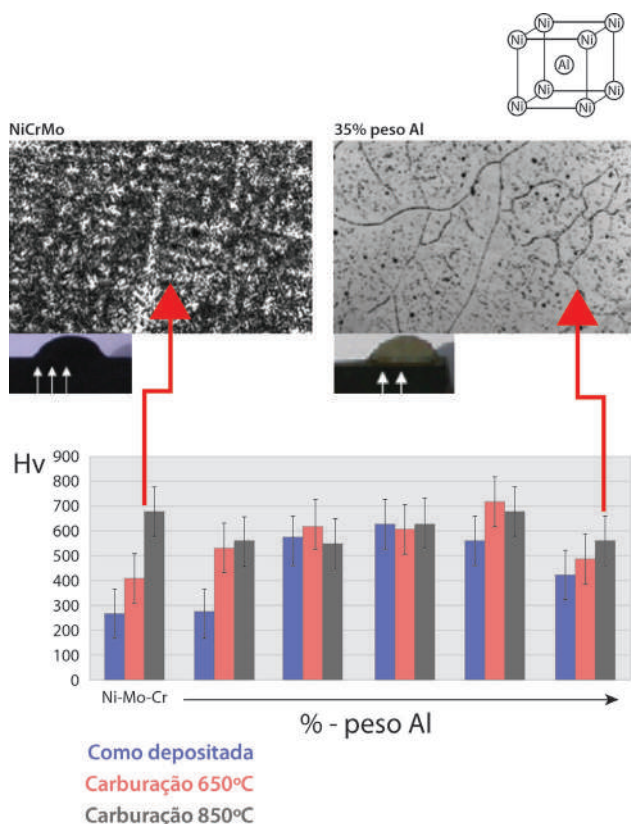 Ni
Ni
Ni
Ni
Al
Ni
Ni
Ni
Ni
NiCrMo
35% peso Al
Hv
900
800
700
600
500
400
300
200
100
0
Ni-Mo-Cr
% - peso Al
Como depositada
Carburação 650ºC
Carburação 850ºC